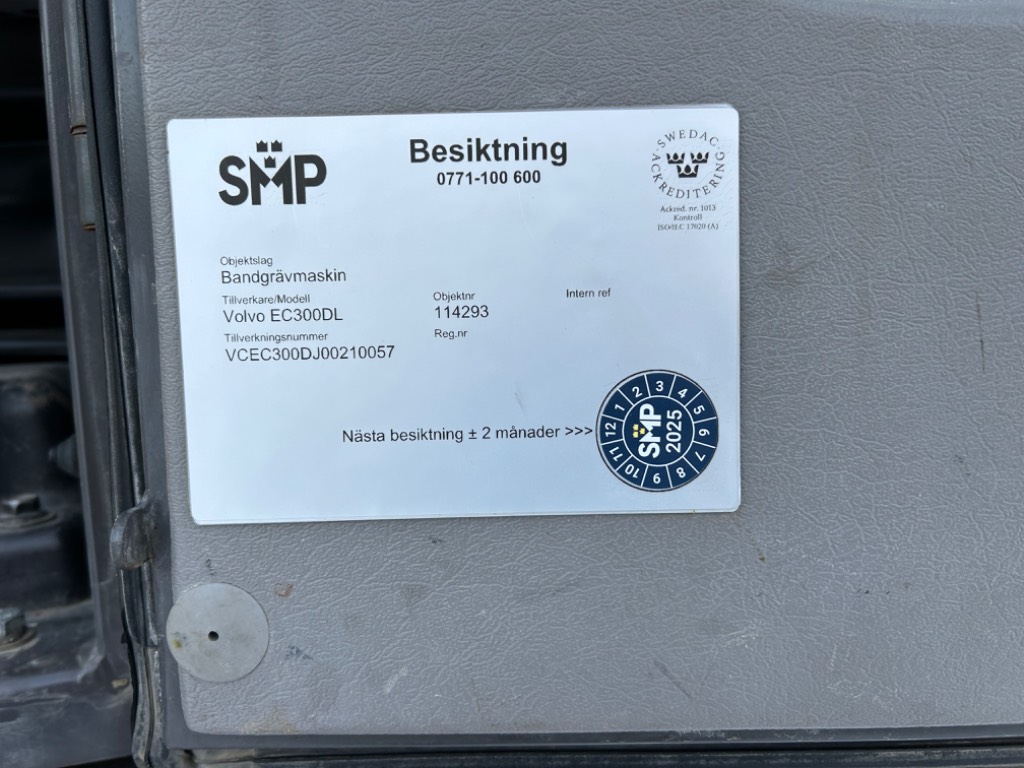 SMP
Besiktning
0771-100 600
SWEDAC ACKREDITERING
Ackred. nr. 1013
Kontroll
ISO/IEC 17020 (A)
Objektslag
Bandgrävmaskin
Tillverkare/Modell
Volvo EC300DL
Objektnr
114293
Intern ref
Tillverkningsnummer
VCEC300DJ00210057
Reg.nr
Nästa besiktning ± 2 månader >>>
1 2 3 4 5 6 7 8 9 10 11 12
SMP
2025